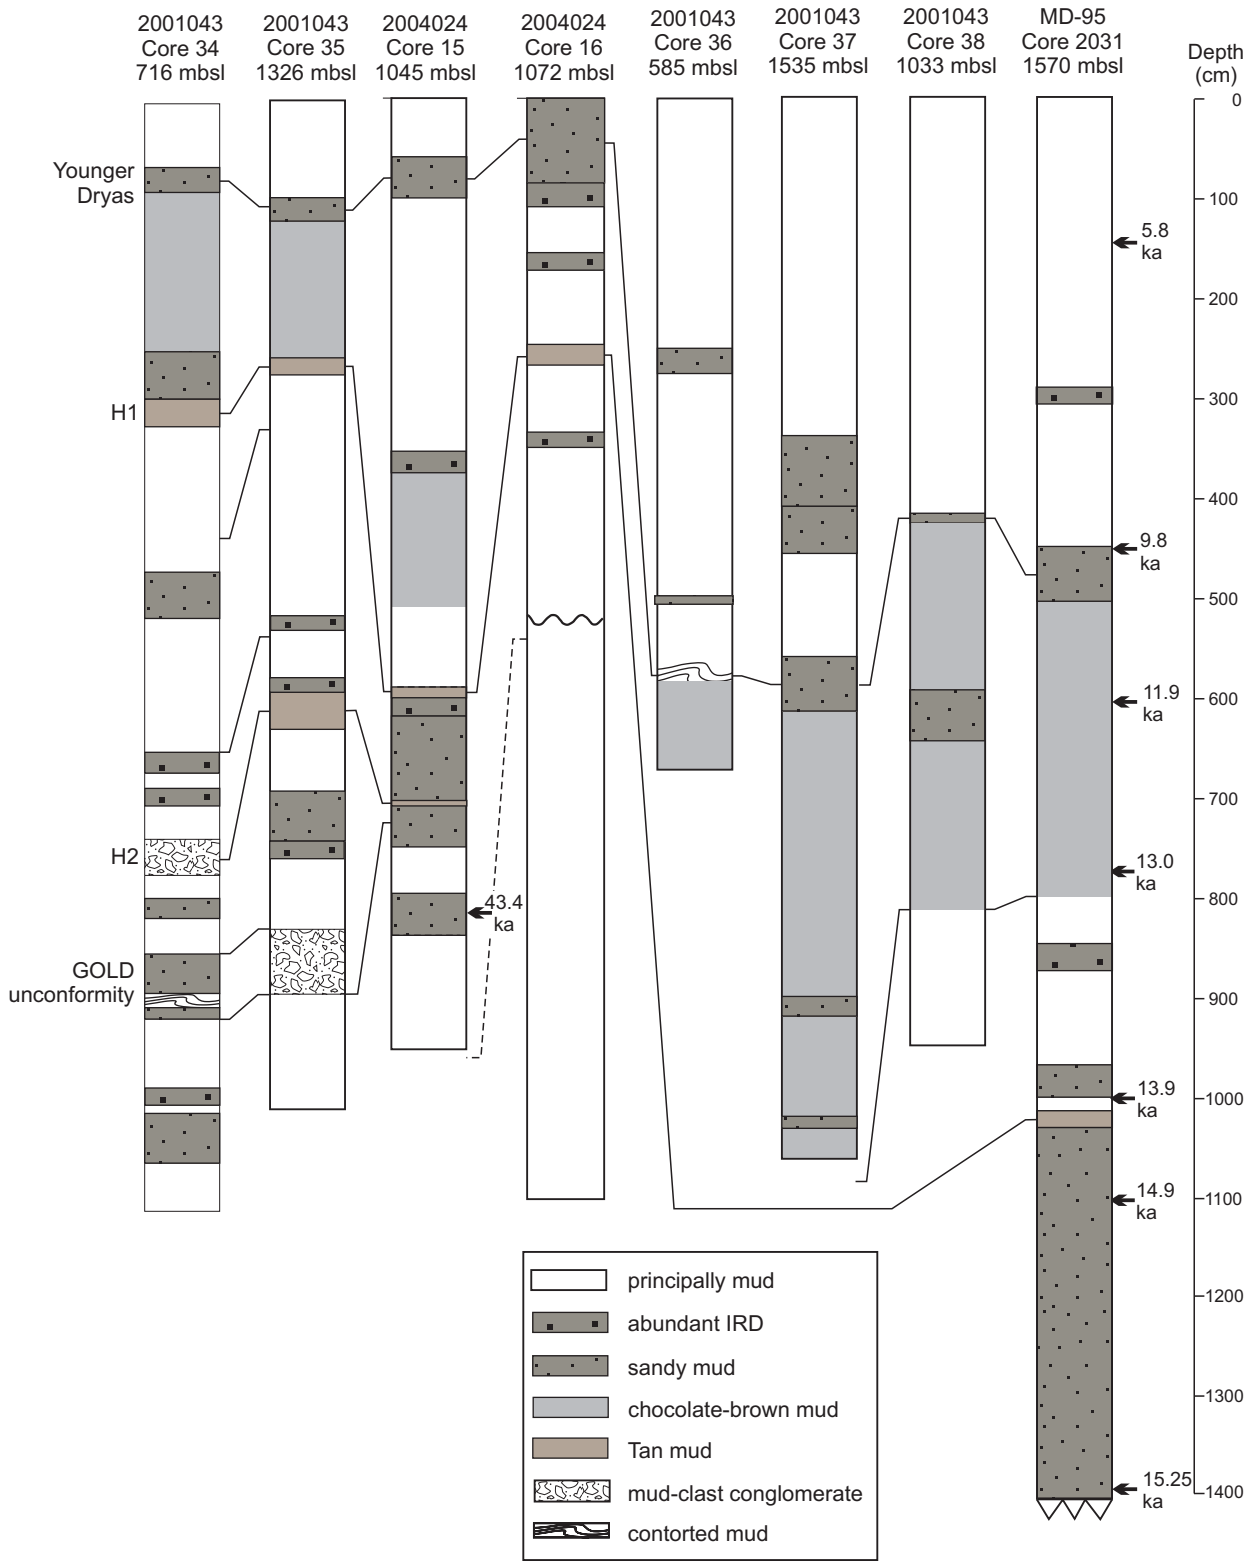 2001043
Core 34
716 mbsl
2001043
Core 35
1326 mbsl
2004024
Core 15
1045 mbsl
2004024
Core 16
1072 mbsl
2001043
Core 36
585 mbsl
2001043
Core 37
1535 mbsl
2001043
Core 38
1033 mbsl
MD-95
Core 2031
1570 mbsl
Depth
(cm)
0
100
200
300
400
500
600
700
800
900
1000
1100
1200
1300
1400
Younger
Dryas
H1
H2
GOLD
unconformity
43.4
ka
5.8
ka
9.8
ka
11.9
ka
13.0
ka
13.9
ka
14.9
ka
15.25
ka
principally mud
abundant IRD
sandy mud
chocolate-brown mud
Tan mud
mud-clast conglomerate
contorted mud